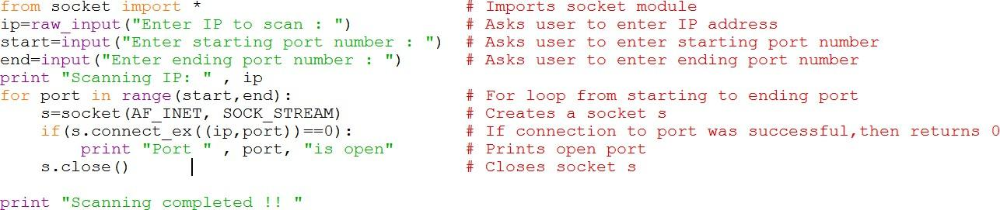 from socket import * # Imports socket module
ip=raw_input("Enter IP to scan : ") # Asks user to enter IP address
start=input("Enter starting port number : ") # Asks user to enter starting port number
end=input("Enter ending port number : ") # Asks user to enter ending port number
print "Scanning IP: " , ip
for port in range(start,end): # For loop from starting to ending port
    s=socket(AF_INET, SOCK_STREAM) # Creates a socket s
    if(s.connect_ex((ip,port))==0): # If connection to port was successful,then returns 0
        print "Port " , port, "is open" # Prints open port
    s.close() # Closes socket s
print "Scanning completed !! "